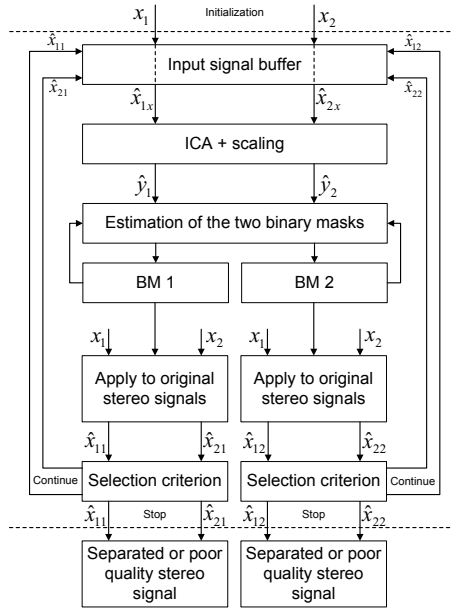 x₁ Initialization x₂
x̂₁₁ x̂₁₂
Input signal buffer
x̂₂₁ x̂₂₂
x̂₁ₓ x̂₂ₓ
ICA + scaling
ŷ₁ ŷ₂
Estimation of the two binary masks
BM 1 BM 2
x₁ x₂ x₁ x₂
Apply to original Apply to original
stereo signals stereo signals
x̂₁₁ x̂₂₁ x̂₁₂ x̂₂₂
Continue Selection criterion Selection criterion Continue
x̂₁₁ Stop x̂₂₁ x̂₁₂ Stop x̂₂₂
Separated or poor Separated or poor
quality stereo quality stereo
signal signal